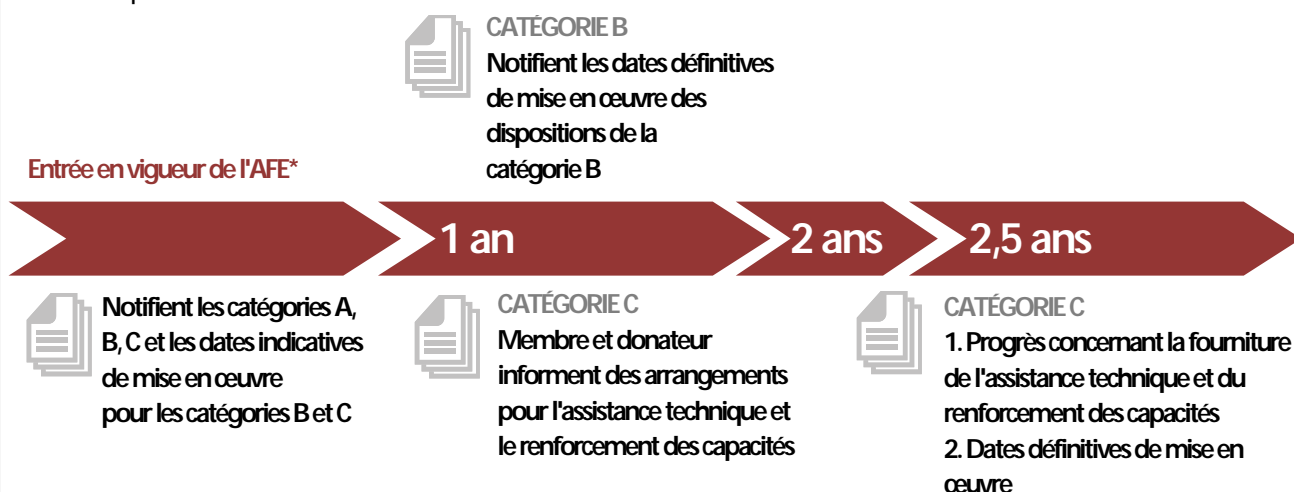 CATÉGORIE B
Notifient les dates définitives
de mise en œuvre des
dispositions de la
catégorie B
Entrée en vigueur de l'AFE*
1 an
2 ans
2,5 ans
Notifient les catégories A,
B, C et les dates indicatives
de mise en œuvre
pour les catégories B et C
CATÉGORIE C
Membre et donateur
informent des arrangements
pour l'assistance technique et
le renforcement des capacités
CATÉGORIE C
1. Progrès concernant la fourniture
de l'assistance technique et du
renforcement des capacités
2. Dates définitives de mise en
œuvre